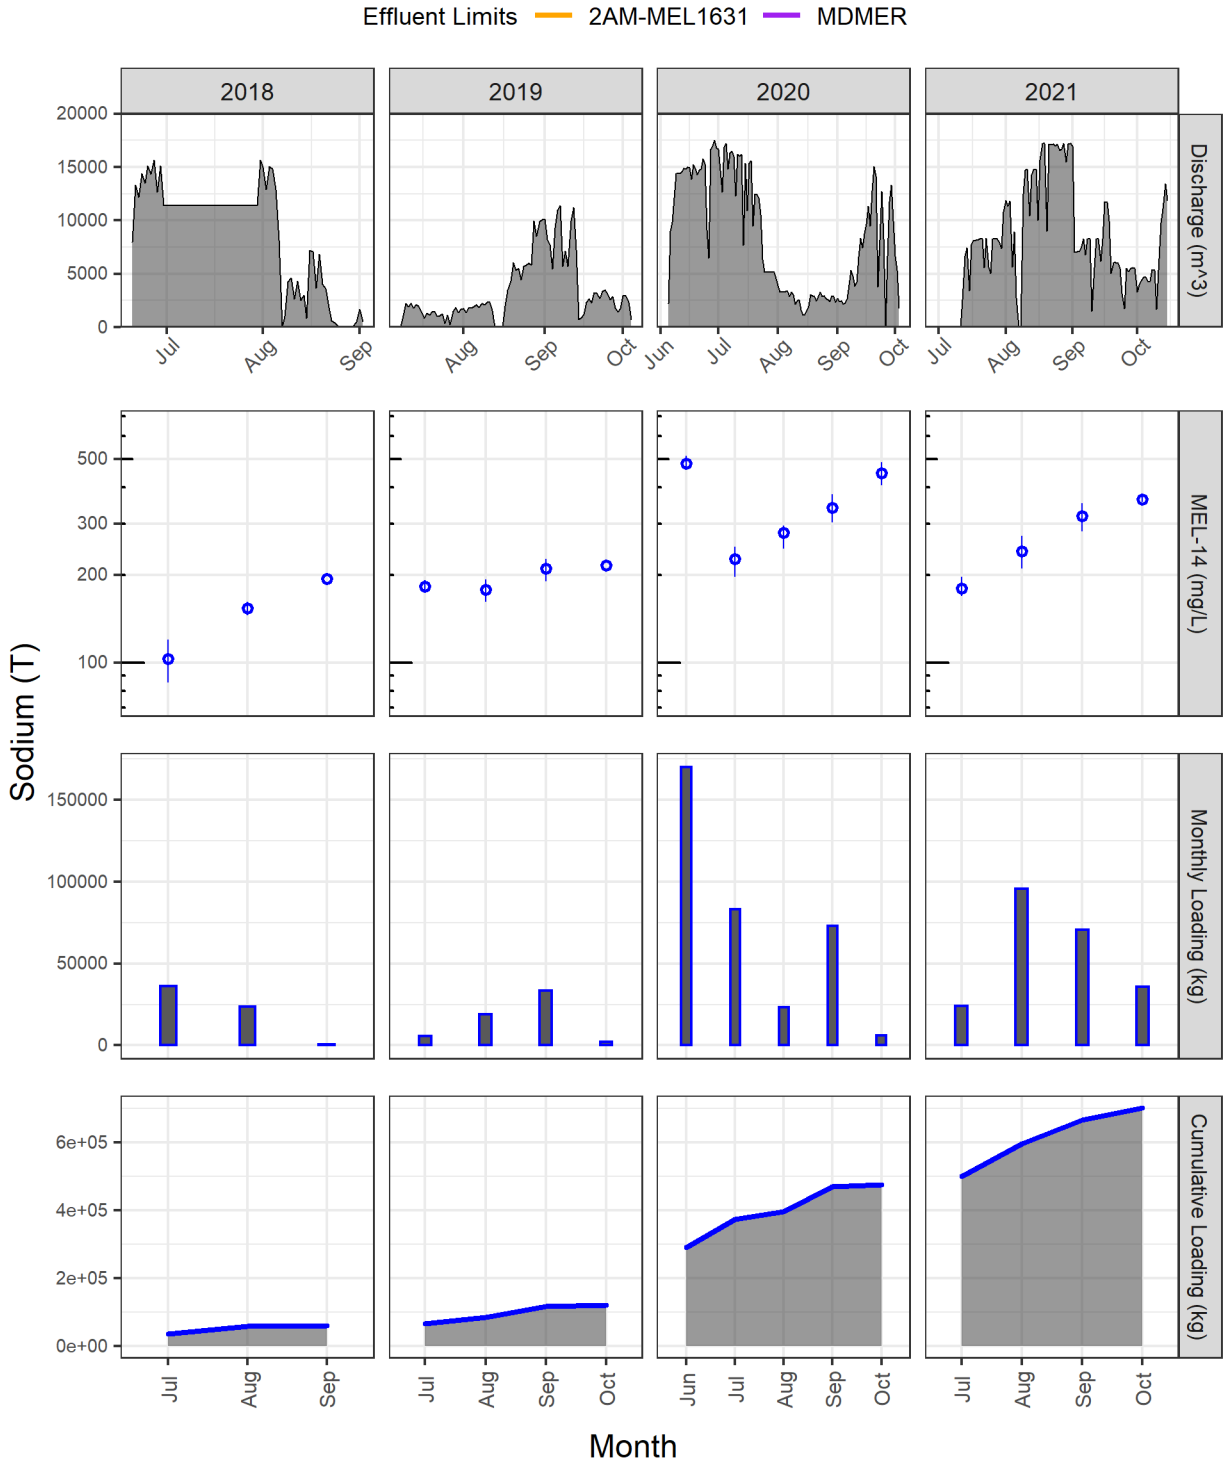 Effluent Limits 2AM-MEL1631 MDMER
2018 2019 2020 2021
20000
15000
10000
5000
0
Discharge (m^3)
Jul Aug Sep Aug Sep Oct Jun Jul Aug Sep Oct Jul Aug Sep Oct
500
300
200
100
MEL-14 (mg/L)
Sodium (T)
150000
100000
50000
0
Monthly Loading (kg)
6e+05
4e+05
2e+05
0e+00
Cumulative Loading (kg)
Jul Aug Sep Jul Aug Sep Oct Jun Jul Aug Sep Oct Jul Aug Sep Oct
Month